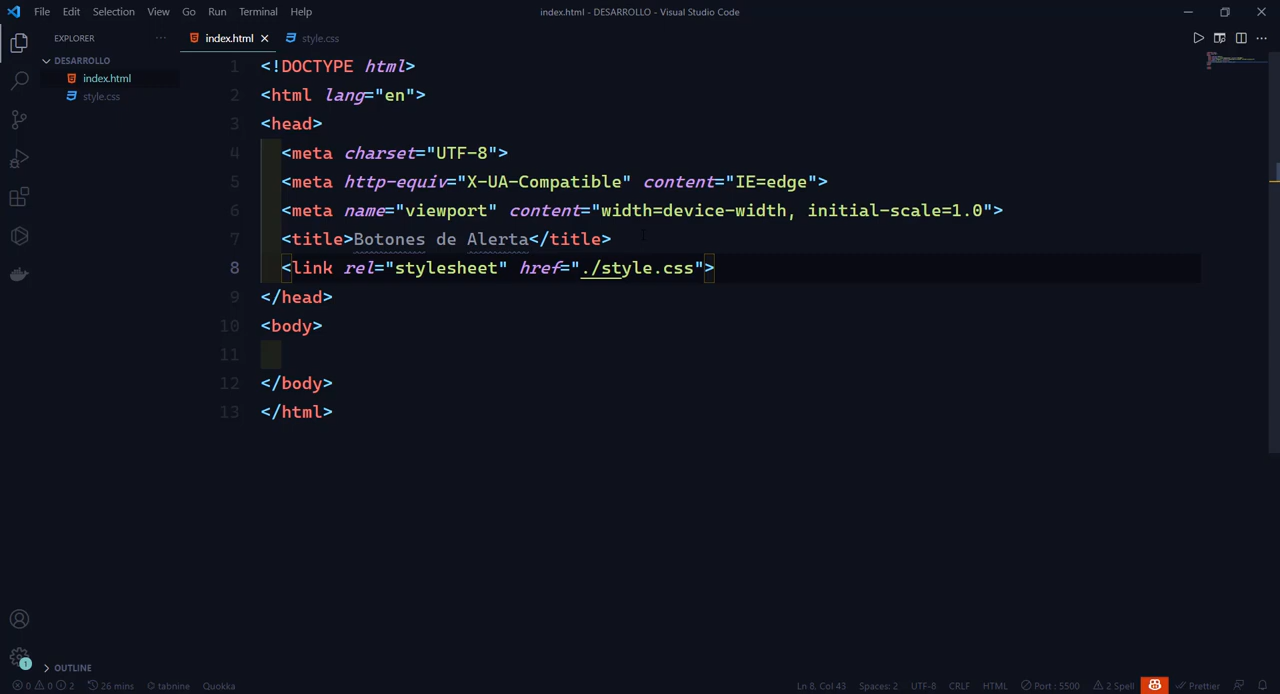 File Edit Selection View Go Run Terminal Help
index.html - DESARROLLO - Visual Studio Code
EXPLORER
index.html
style.css
DESARROLLO
index.html
style.css
1 <!DOCTYPE html>
2 <html lang="en">
3 <head>
4 <meta charset="UTF-8">
5 <meta http-equiv="X-UA-Compatible" content="IE=edge">
6 <meta name="viewport" content="width=device-width, initial-scale=1.0">
7 <title>Botones de Alerta</title>
8 <link rel="stylesheet" href="./style.css">
9 </head>
10 <body>
11
12 </body>
13 </html>
1
OUTLINE
0 0 2 26 mins tabnine Quokka Ln 8, Col 43 Spaces: 2 UTF-8 CRLF HTML Port : 5500 2 Spell Prettier